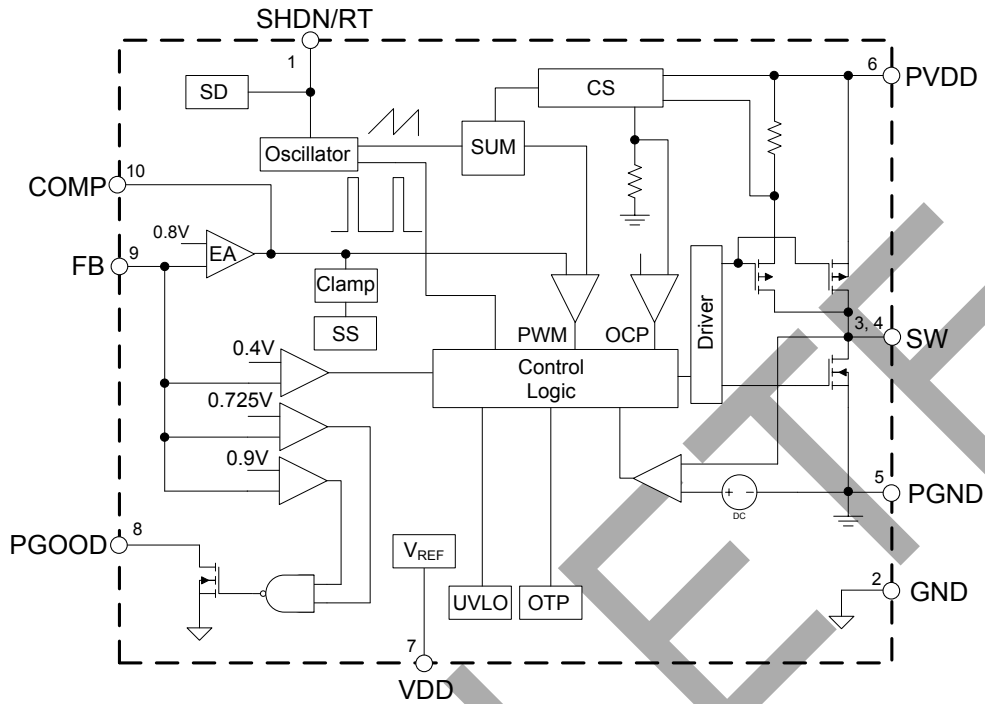 SHDN/RT
1
6
PVDD
SD
CS
Oscillator
SUM
10
COMP
0.8V
EA
9
FB
Clamp
SS
PWM
OCP
Driver
3, 4
SW
0.4V
Control
Logic
0.725V
0.9V
+ -
DC
5
PGND
8
PGOOD
VREF
UVLO
OTP
2
GND
7
VDD